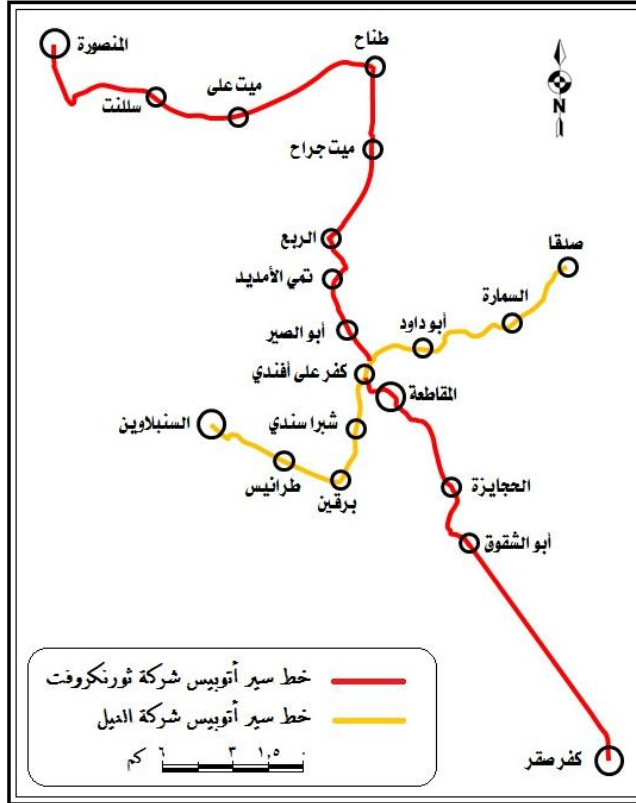 المنصورة
طناح
سللنت
ميت على
ميت جراح
N
الربع
صدقا
تمي الأمديد
السمارة
أبو داود
أبو الصير
كفر على أفندي
المقاطعة
السنبلاوين
شبرا سندي
طرانيس
برقين
الحجايزة
أبو الشقوق
خط سير أتوبيس شركة ثورنكروفت
خط سير أتوبيس شركة النيل
٠ ١,٥ ٣ ٦ كم
كفر صقر